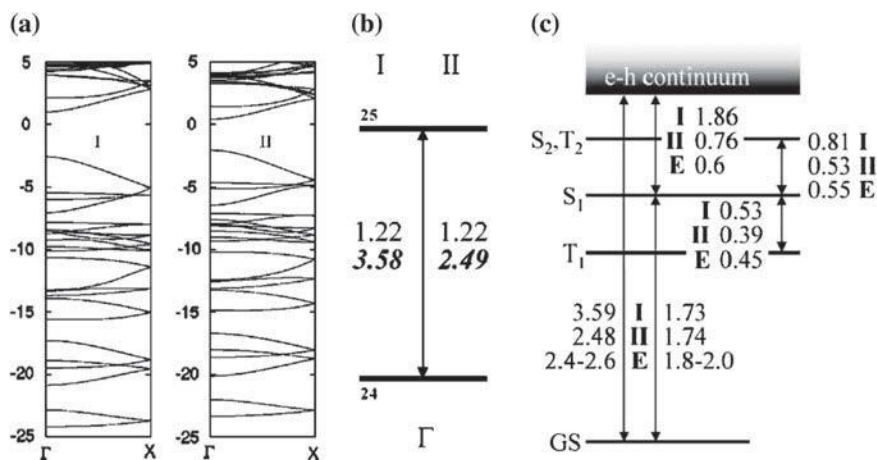 (a)
5
0
-5
-10
-15
-20
-25
I
Γ X
5
0
-5
-10
-15
-20
-25
II
Γ X
(b)
I II
25
1.22 1.22
3.58 2.49
24
Γ
(c)
e-h continuum
I 1.86
S2,T2 II 0.76 0.81 I
E 0.6 0.53 II
S1 0.55 E
I 0.53
II 0.39
T1 E 0.45
3.59 I 1.73
2.48 II 1.74
2.4-2.6 E 1.8-2.0
GS